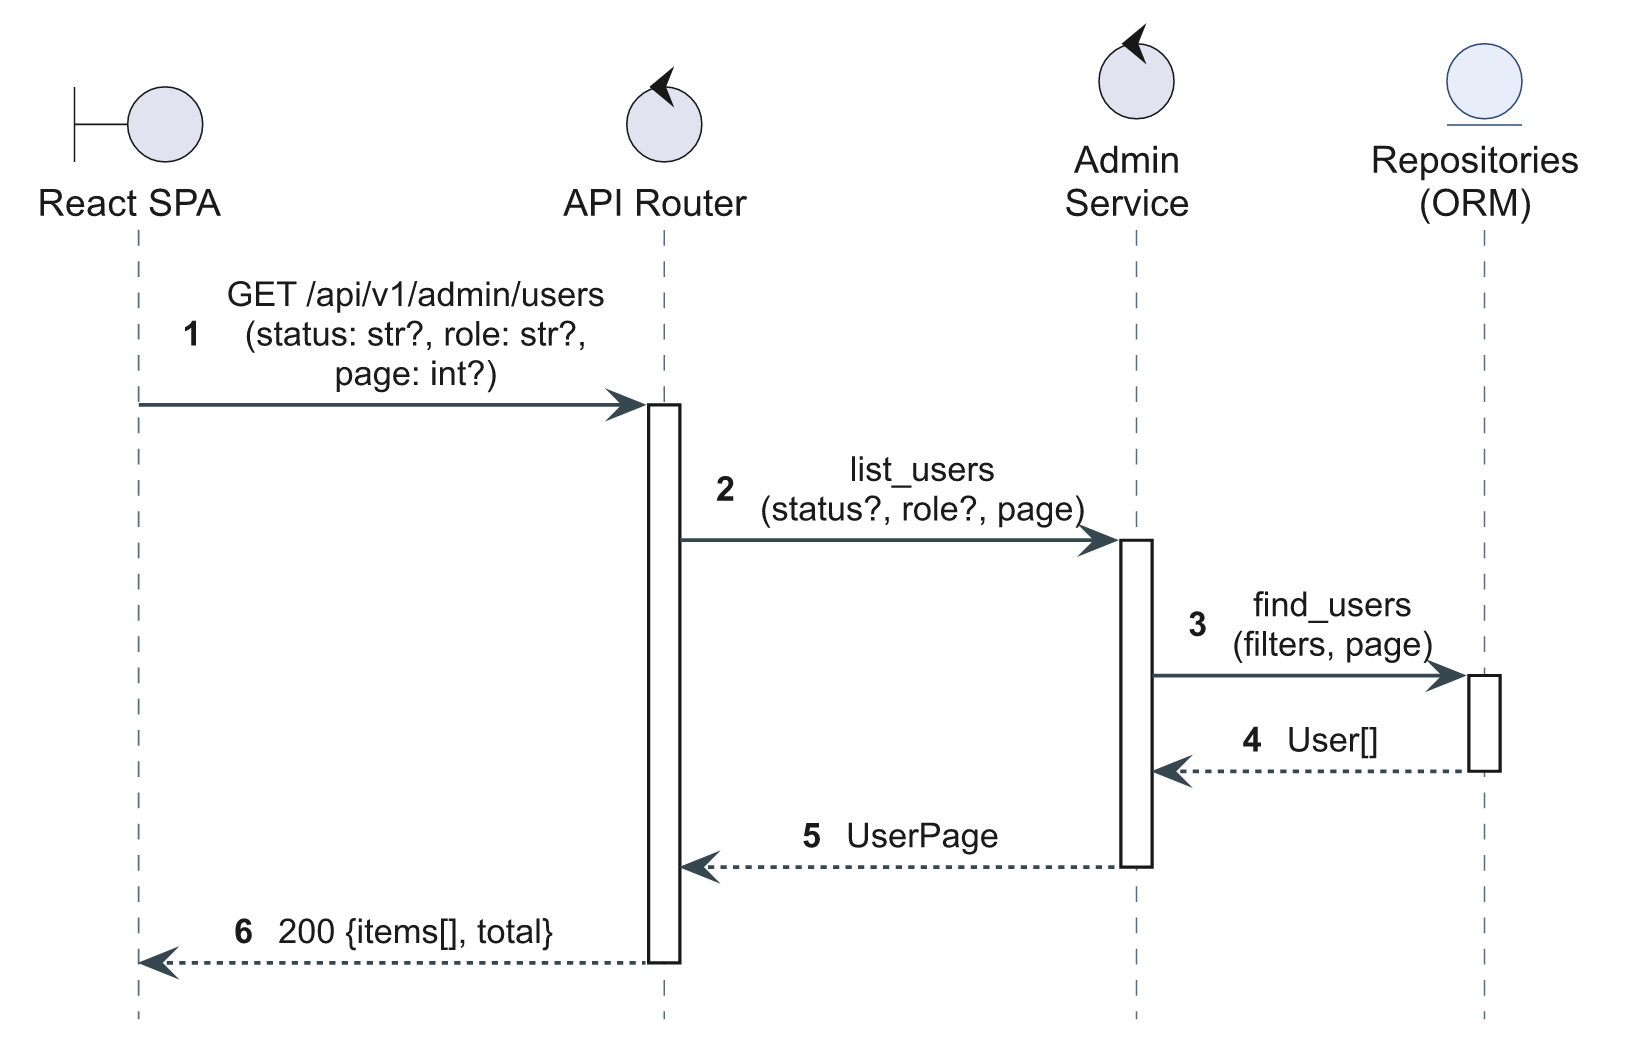 React SPA
API Router
Admin
Service
Repositories
(ORM)
GET /api/v1/admin/users
1 (status: str?, role: str?,
page: int?)
list_users
2 (status?, role?, page)
find_users
3 (filters, page)
4 User[]
5 UserPage
6 200 {items[], total}